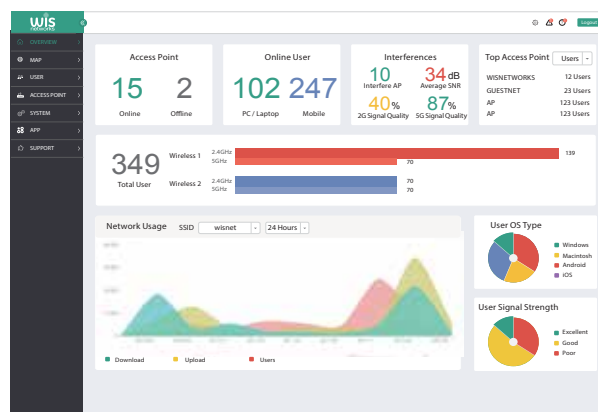 wis
networks
Logout
OVERVIEW
MAP
USER
ACCESS POINT
SYSTEM
APP
SUPPORT
Access Point
15
2
Online
Offline
Online User
102 247
PC / Laptop
Mobile
Interferences
10
34 dB
Interfere AP
Average SNR
40%
87%
2G Signal Quality
5G Signal Quality
Top Access Point
Users
WISNETWORKS 12 Users
GUESTNET 23 Users
AP 123 Users
AP 123 Users
349
Total User
Wireless 1
2.4GHz
139
5GHz
70
Wireless 2
2.4GHz
70
5GHz
70
Network Usage
SSID
wisnet
24 Hours
Download
Upload
Users
User OS Type
Windows
Macintosh
Android
iOS
User Signal Strength
Excellent
Good
Poor